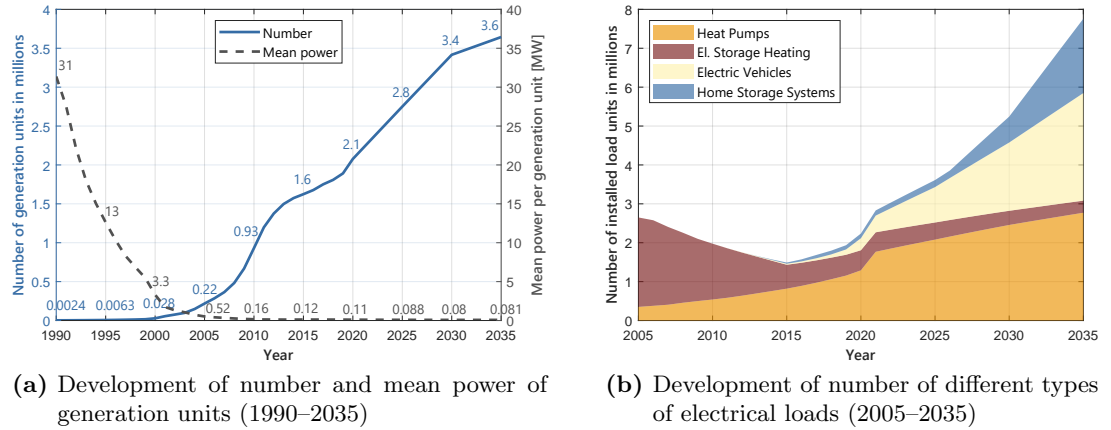 Number of generation units in millions
4
3.5
3
2.5
2
1.5
1
0.5
0
Number
Mean power
31
13
3.3
0.52
0.16
0.12
0.11
0.088
0.08
0.081
0.0024
0.0063
0.028
0.22
0.93
1.6
2.1
2.8
3.4
3.6
40
35
30
25
20
15
10
5
0
Mean power per generation unit [MW]
1990 1995 2000 2005 2010 2015 2020 2025 2030 2035
Year
(a) Development of number and mean power of
generation units (1990–2035)
Number of installed load units in millions
8
7
6
5
4
3
2
1
0
Heat Pumps
El. Storage Heating
Electric Vehicles
Home Storage Systems
2005 2010 2015 2020 2025 2030 2035
Year
(b) Development of number of different types
of electrical loads (2005–2035)